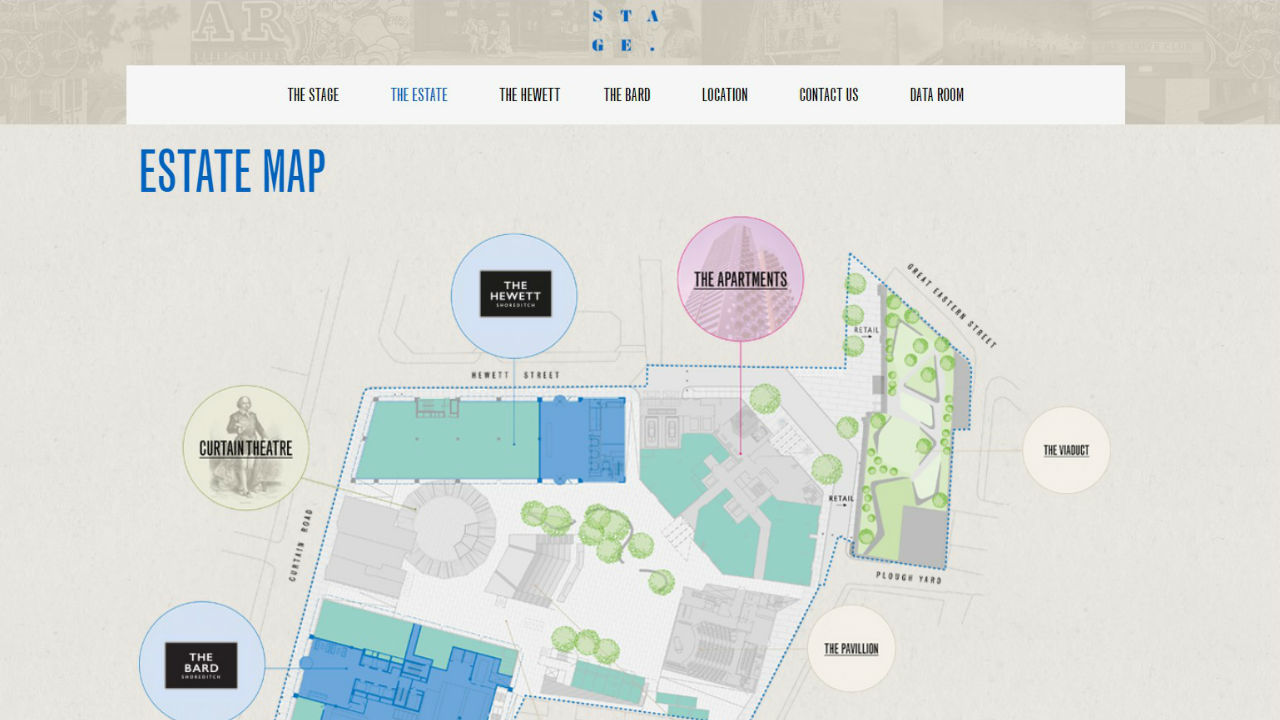 S T A
G E .
THE STAGE THE ESTATE THE HEWETT THE BARD LOCATION CONTACT US DATA ROOM
ESTATE MAP
THE
HEWETT
SHOREDITCH
THE APARTMENTS
GREAT EASTERN STREET
RETAIL
HEWETT STREET
CURTAIN THEATRE
THE VIADUCT
RETAIL
CURTAIN ROAD
PLOUGH YARD
THE PAVILLION
THE
BARD
SHOREDITCH